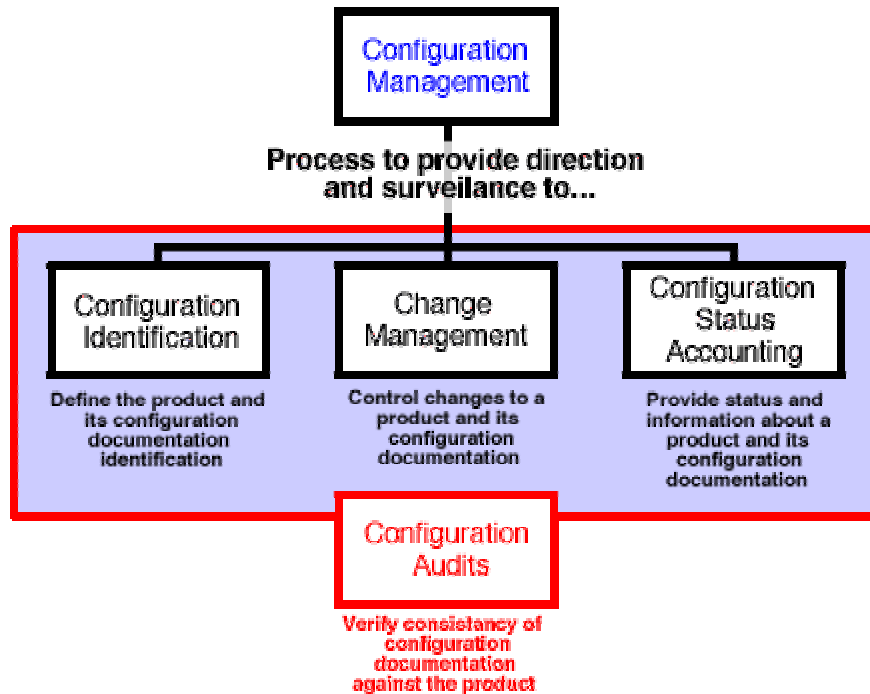 Configuration
Management
Process to provide direction
and surveilance to...
Configuration
Identification
Change
Management
Configuration
Status
Accounting
Define the product and
its configuration
documentation
identification
Control changes to a
product and its
configuration
documentation
Provide status and
information about a
product and its
configuration
documentation
Configuration
Audits
Verify consistancy of
configuration
documentation
against the product